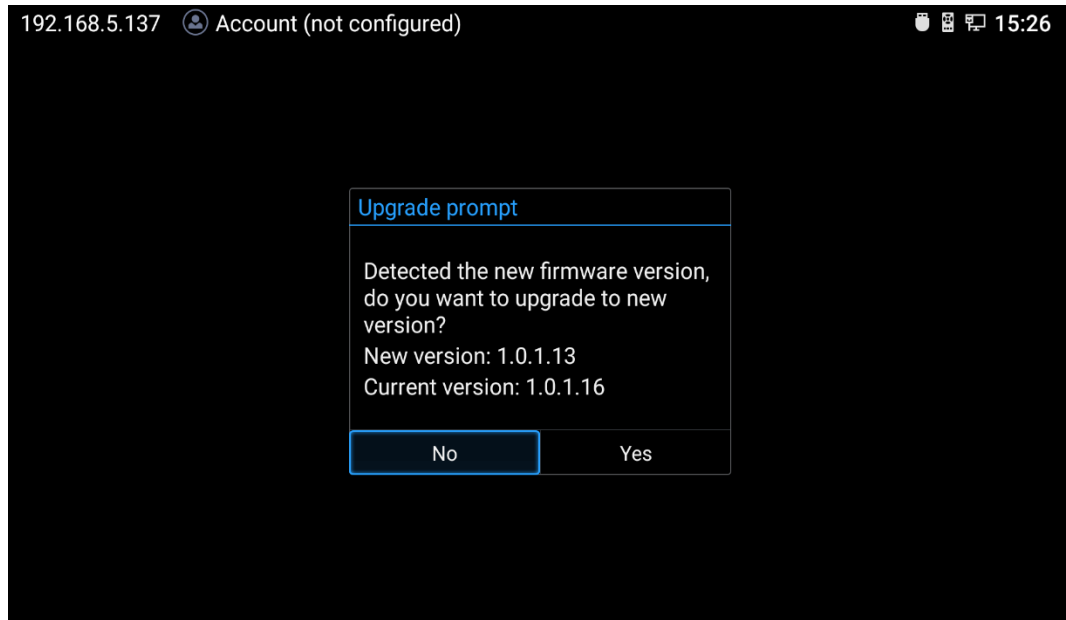 192.168.5.137 Account (not configured) 15:26
Upgrade prompt
Detected the new firmware version,
do you want to upgrade to new
version?
New version: 1.0.1.13
Current version: 1.0.1.16
No Yes